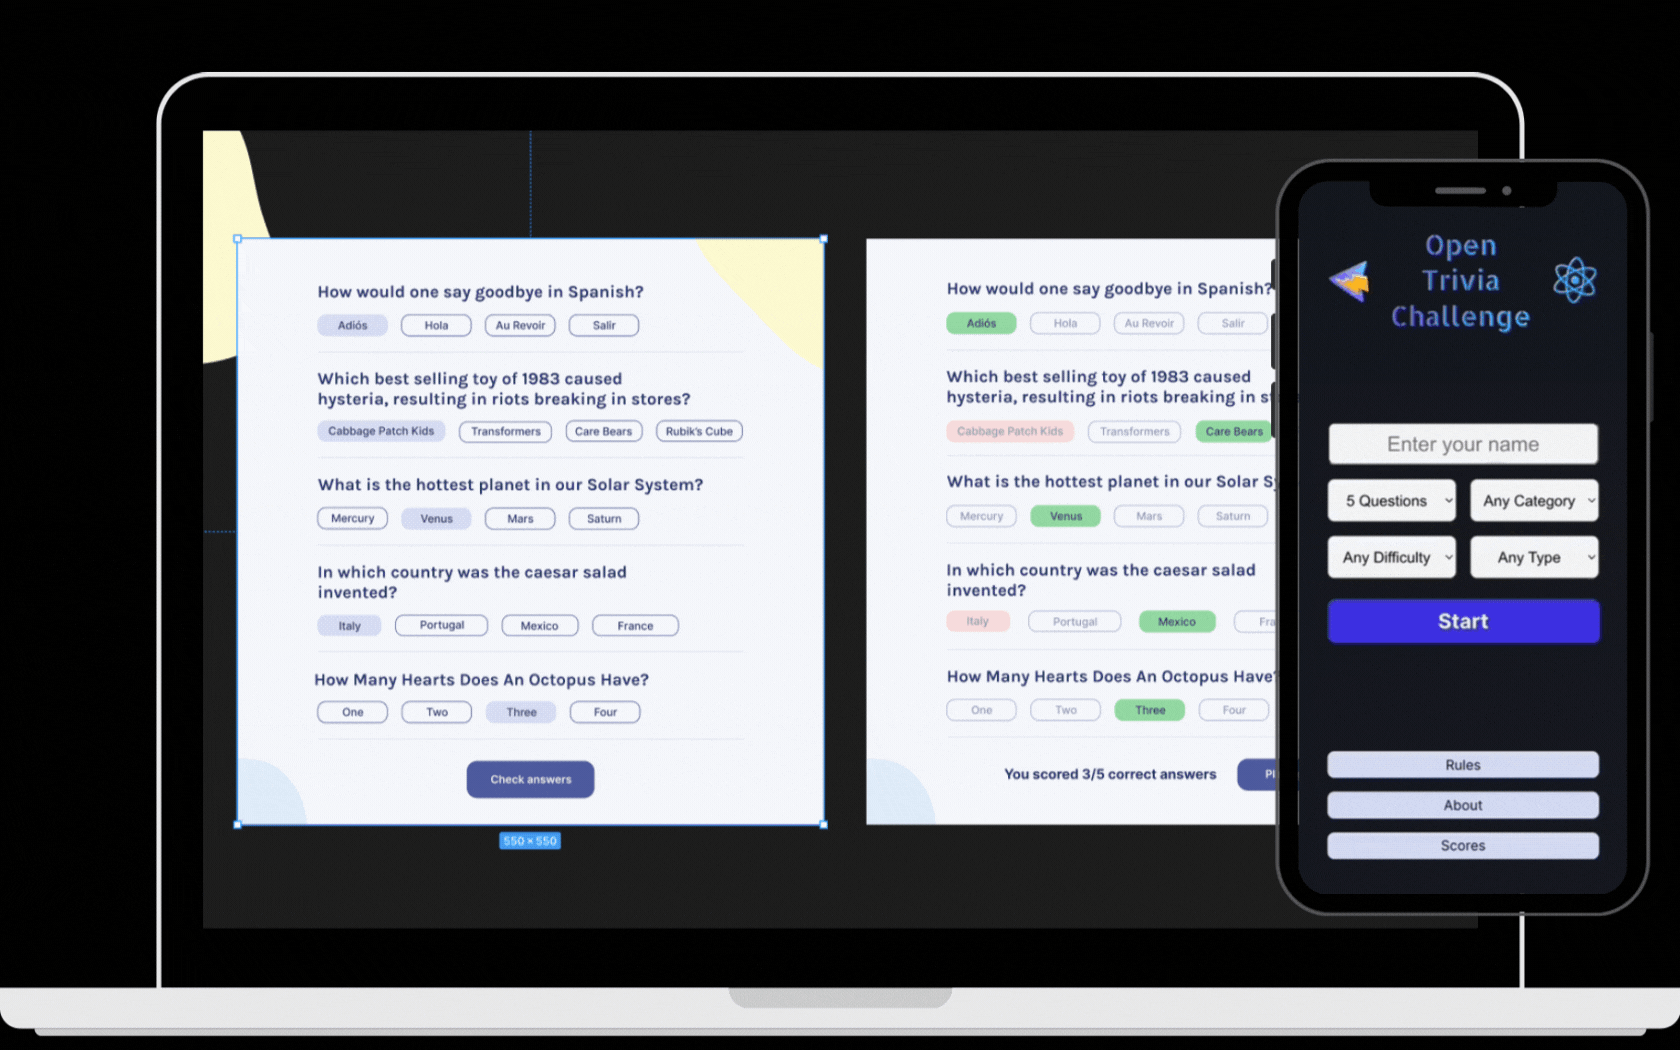 How would one say goodbye in Spanish?
Adiós Hola Au Revoir Salir
Which best selling toy of 1983 caused
hysteria, resulting in riots breaking in stores?
Cabbage Patch Kids Transformers Care Bears Rubik's Cube
What is the hottest planet in our Solar System?
Mercury Venus Mars Saturn
In which country was the caesar salad
invented?
Italy Portugal Mexico France
How Many Hearts Does An Octopus Have?
One Two Three Four
Check answers
550 × 550
How would one say goodbye in Spanish?
Adiós Hola Au Revoir Salir
Which best selling toy of 1983 caused
hysteria, resulting in riots breaking in
Cabbage Patch Kids Transformers Care Bears
What is the hottest planet in our Solar
Mercury Venus Mars Saturn
In which country was the caesar salad
invented?
Italy Portugal Mexico
How Many Hearts Does An Octopus Have?
One Two Three Four
You scored 3/5 correct answers
Open
Trivia
Challenge
Enter your name
5 Questions Any Category
Any Difficulty Any Type
Start
Rules
About
Scores